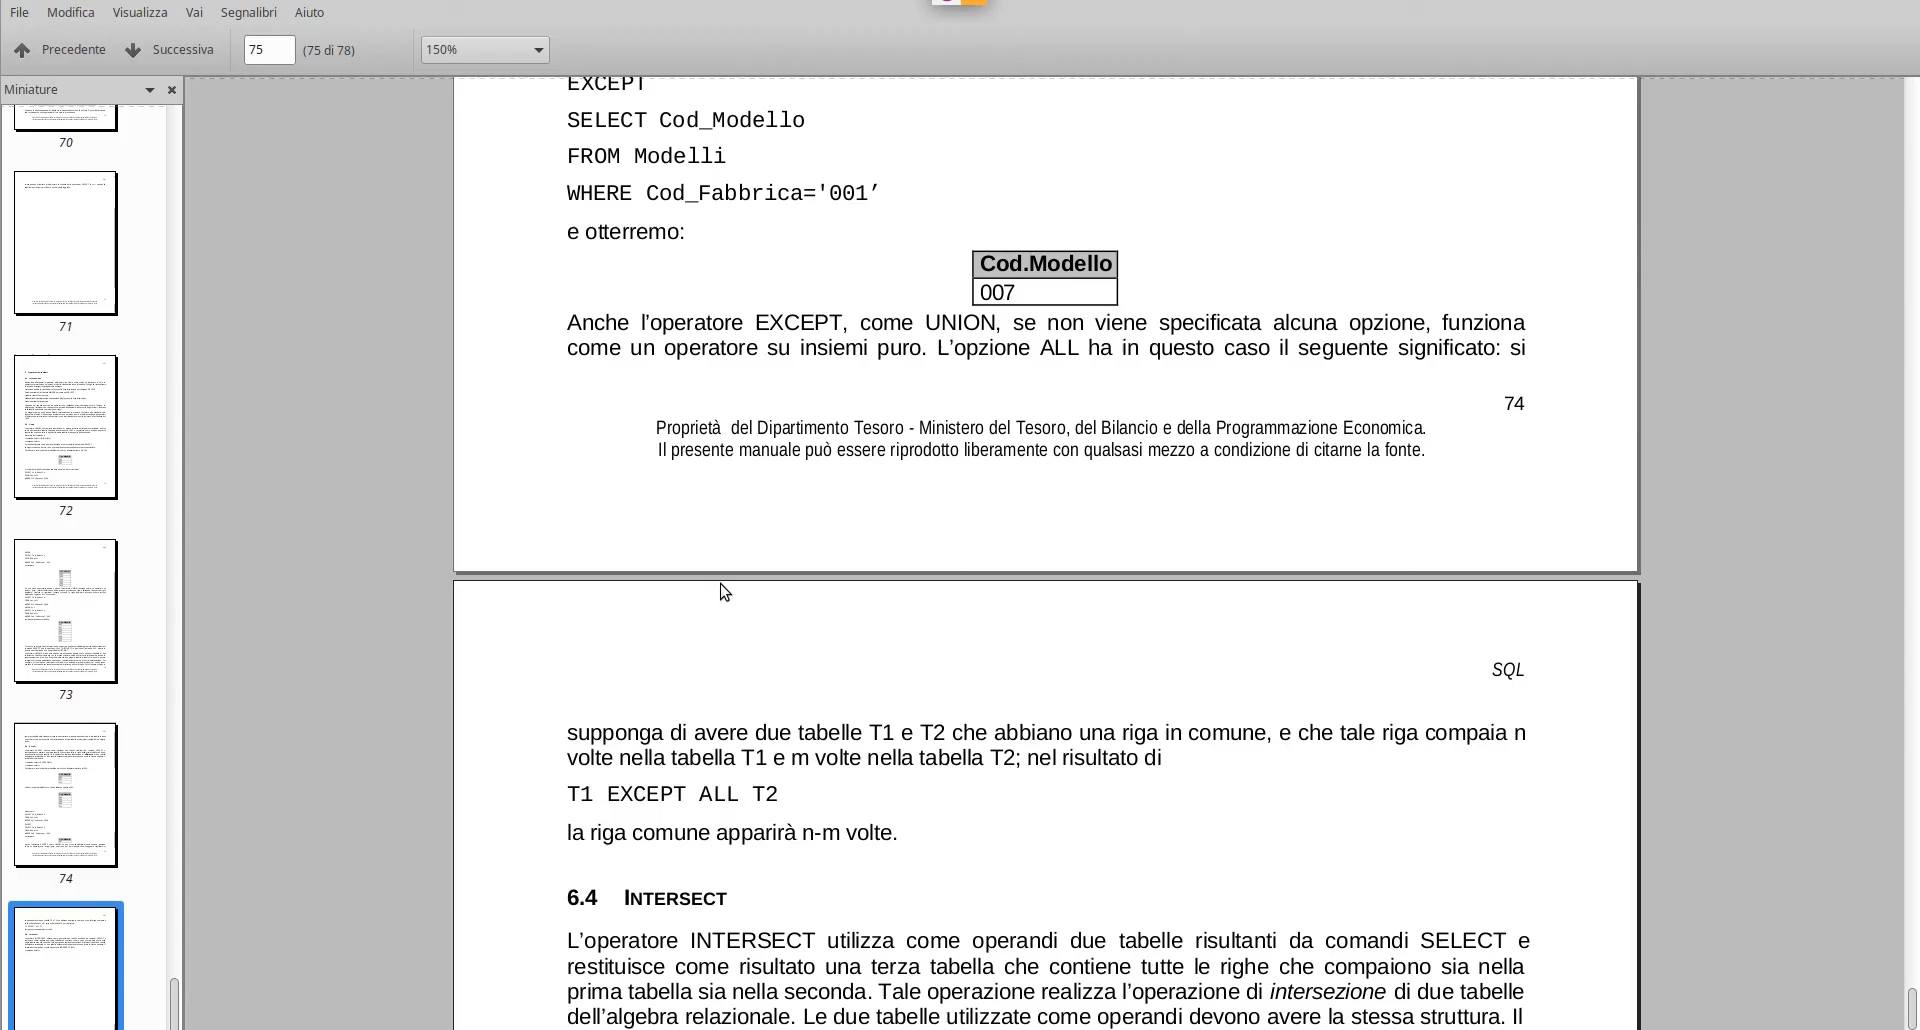 File Modifica Visualizza Vai Segnalibri Aiuto
Precedente Successiva 75 (75 di 78) 150%
Miniature
70
71
72
73
74
EXCEPT
SELECT Cod_Modello
FROM Modelli
WHERE Cod_Fabbrica='001’
e otterremo:
Cod.Modello
007
Anche l’operatore EXCEPT, come UNION, se non viene specificata alcuna opzione, funziona
come un operatore su insiemi puro. L’opzione ALL ha in questo caso il seguente significato: si
74
Proprietà del Dipartimento Tesoro - Ministero del Tesoro, del Bilancio e della Programmazione Economica.
Il presente manuale può essere riprodotto liberamente con qualsasi mezzo a condizione di citarne la fonte.
SQL
supponga di avere due tabelle T1 e T2 che abbiano una riga in comune, e che tale riga compaia n
volte nella tabella T1 e m volte nella tabella T2; nel risultato di
T1 EXCEPT ALL T2
la riga comune apparirà n-m volte.
6.4 INTERSECT
L’operatore INTERSECT utilizza come operandi due tabelle risultanti da comandi SELECT e
restituisce come risultato una terza tabella che contiene tutte le righe che compaiono sia nella
prima tabella sia nella seconda. Tale operazione realizza l’operazione di intersezione di due tabelle
dell’algebra relazionale. Le due tabelle utilizzate come operandi devono avere la stessa struttura. Il